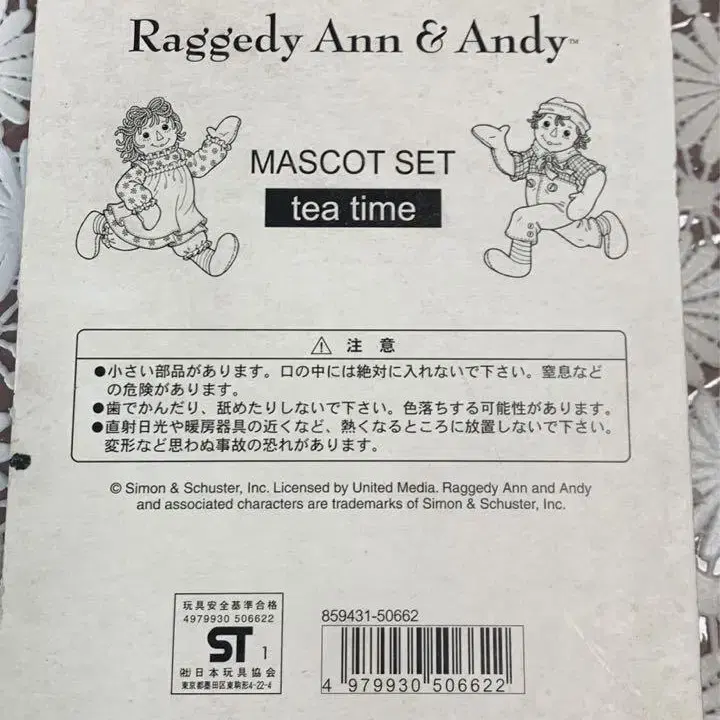 Raggedy Ann & Andy™
MASCOT SET
tea time
⚠ 注 意
●小さい部品があります。口の中には絶対に入れないで下さい。窒息など
の危険があります。
●歯でかんだり、舐めたりしないで下さい。色落ちする可能性があります。
●直射日光や暖房器具の近くなど、熱くなるところに放置しないで下さい。
変形など思わぬ事故の恐れがあります。
© Simon & Schuster, Inc. Licensed by United Media. Raggedy Ann and Andy
and associated characters are trademarks of Simon & Schuster, Inc.
玩具安全基準合格
4979930 506622
ST 1
(社)日本玩具協会
東京都墨田区東駒形4-22-4
859431-50662
4 979930 506622